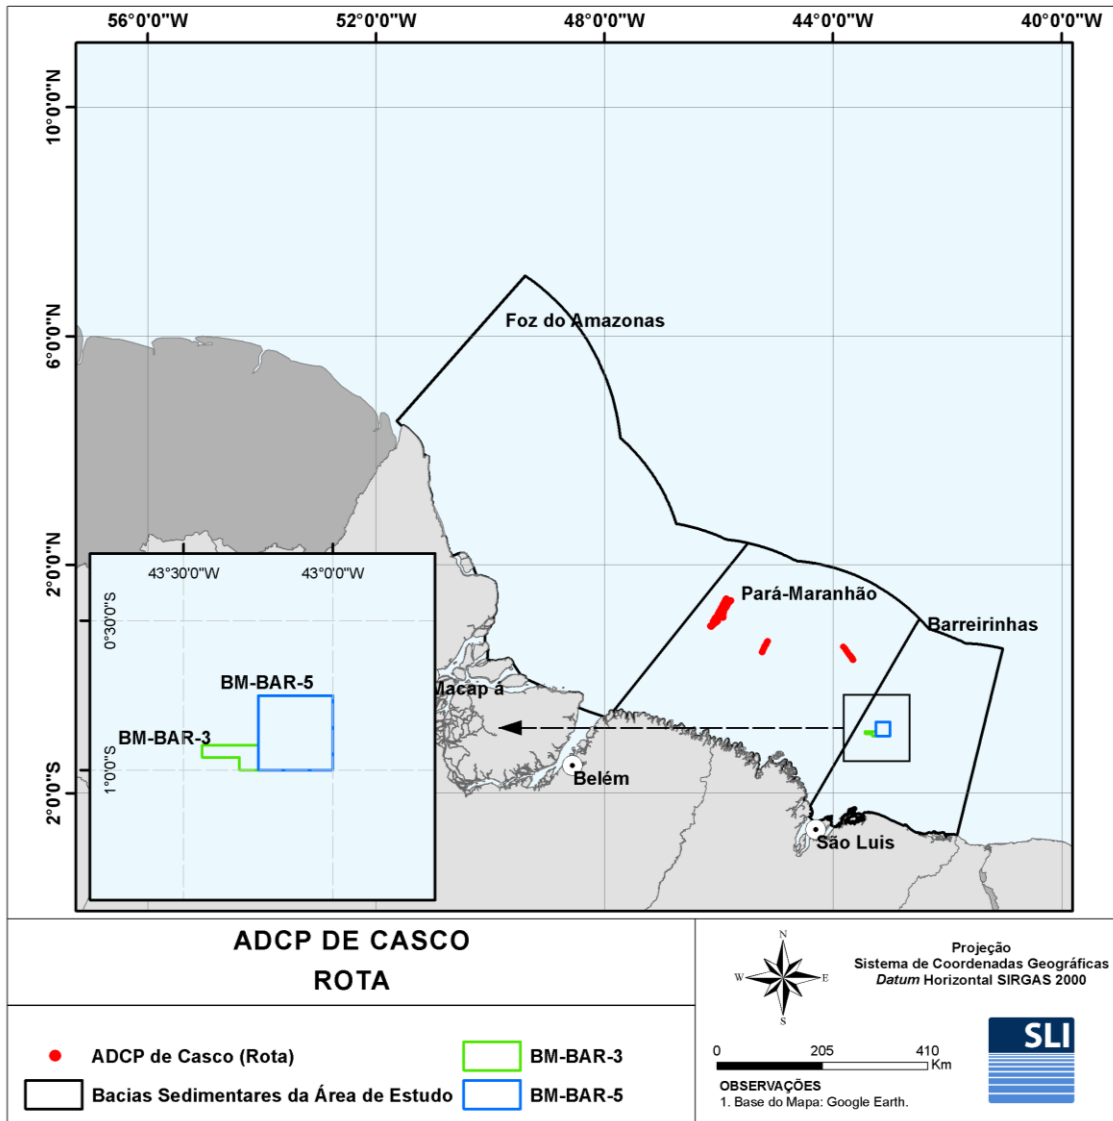 56°0'0"W 52°0'0"W 48°0'0"W 44°0'0"W 40°0'0"W
10°0'0"N
6°0'0"N
2°0'0"N
2°0'0"S
Foz do Amazonas
Pará-Maranhão
Barreirinhas
Macap á
Belém
São Luis
43°30'0"W 43°0'0"W
0°30'0"S
1°0'0"S
BM-BAR-5
BM-BAR-3
ADCP DE CASCO
ROTA
ADCP de Casco (Rota)
Bacias Sedimentares da Área de Estudo
BM-BAR-3
BM-BAR-5
N
W E
S
Projeção
Sistema de Coordenadas Geográficas
Datum Horizontal SIRGAS 2000
0 205 410
Km
OBSERVAÇÕES
1. Base do Mapa: Google Earth.
SLI